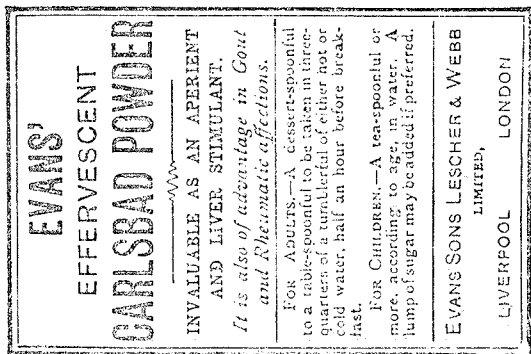 EVANS'
EFFERVESCENT
CARLSBAD POWDER
INVALUABLE AS AN APERIENT
AND LIVER STIMULANT.
It is also of advantage in Gout
and Rheumatic affections.
FOR ADULTS.—A dessert-spoonful
to a table-spoonful to be taken in three-
quarters of a tumblerful of either hot or
cold water, half an hour before break-
fast.
FOR CHILDREN.—A tea-spoonful or
more, according to age, in water. A
lump of sugar may be added if preferred.
EVANS SONS LESCHER & WEBB
LIMITED,
LIVERPOOL LONDON